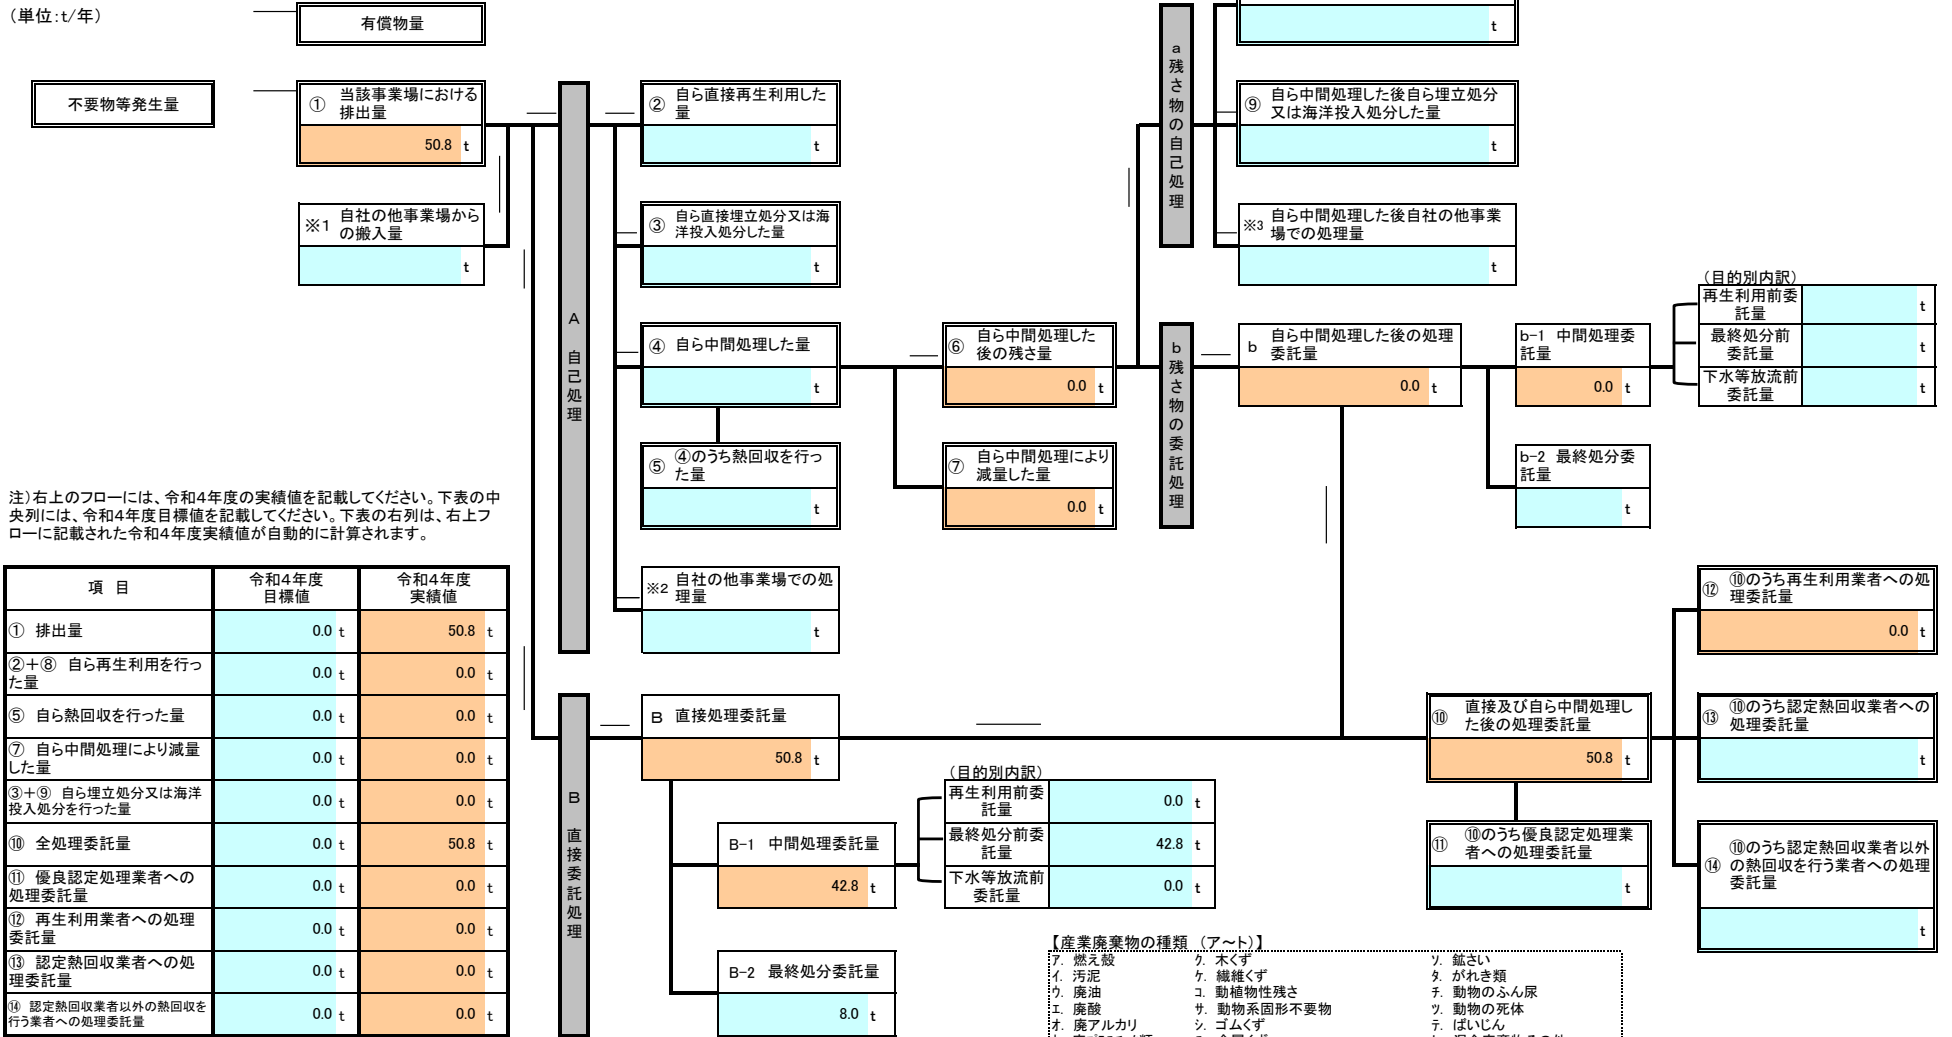 （単位:t/年）
有償物量
不要物等発生量
① 当該事業場における
排出量
50.8 t
※1 自社の他事業場から
の搬入量
t
A 自己処理
② 自ら直接再生利用した
量
t
③ 自ら直接埋立処分又は海
洋投入処分した量
t
④ 自ら中間処理した量
t
⑤ ④のうち熱回収を行っ
た量
t
※2 自社の他事業場での処
理量
t
⑥ 自ら中間処理した
後の残さ量
0.0 t
⑦ 自ら中間処理により
減量した量
0.0 t
a残さ物の自己処理
t
⑨ 自ら中間処理した後自ら埋立処分
又は海洋投入処分した量
t
※3 自ら中間処理した後自社の他事業
場での処理量
t
b残さ物の委託処理
b 自ら中間処理した後の処理
委託量
0.0 t
b-1 中間処理委
託量
0.0 t
b-2 最終処分委
託量
t
（目的別内訳）
再生利用前委
託量
t
最終処分前
委託量
t
下水等放流前
委託量
t
注）右上のフローには、令和４年度の実績値を記載してください。下表の中
央列には、令和４年度目標値を記載してください。下表の右列は、右上フ
ローに記載された令和４年度実績値が自動的に計算されます。
項 目 令和４年度
目標値 令和４年度
実績値
① 排出量 0.0 t 50.8 t
②＋⑧ 自ら再生利用を行っ
た量 0.0 t 0.0 t
⑤ 自ら熱回収を行った量 0.0 t 0.0 t
⑦ 自ら中間処理により減量
した量 0.0 t 0.0 t
③＋⑨ 自ら埋立処分又は海洋
投入処分を行った量 0.0 t 0.0 t
⑩ 全処理委託量 0.0 t 50.8 t
⑪ 優良認定処理業者への
処理委託量 0.0 t 0.0 t
⑫ 再生利用業者への処理
委託量 0.0 t 0.0 t
⑬ 認定熱回収業者への処
理委託量 0.0 t 0.0 t
⑭ 認定熱回収業者以外の熱回収を
行う業者への処理委託量 0.0 t 0.0 t
B 直接委託処理
B 直接処理委託量
50.8 t
B-1 中間処理委託量
42.8 t
B-2 最終処分委託量
8.0 t
（目的別内訳）
再生利用前委
託量
0.0 t
最終処分前委
託量
42.8 t
下水等放流前
委託量
0.0 t
⑩ 直接及び自ら中間処理し
た後の処理委託量
50.8 t
⑪ ⑩のうち優良認定処理業
者への処理委託量
t
⑫ ⑩のうち再生利用業者への処
理委託量
0.0 t
⑬ ⑩のうち認定熱回収業者への
処理委託量
t
⑭ ⑩のうち認定熱回収業者以外
の熱回収を行う業者への処理
委託量
t
【産業廃棄物の種類 （ア～ト）】
ア. 燃え殻 ク. 木くず ソ. 鉱さい
イ. 汚泥 ケ. 繊維くず タ. がれき類
ウ. 廃油 コ. 動植物性残さ チ. 動物のふん尿
エ. 廃酸 サ. 動物系固形不要物 ツ. 動物の死体
オ. 廃アルカリ シ. ゴムくず テ. ばいじん